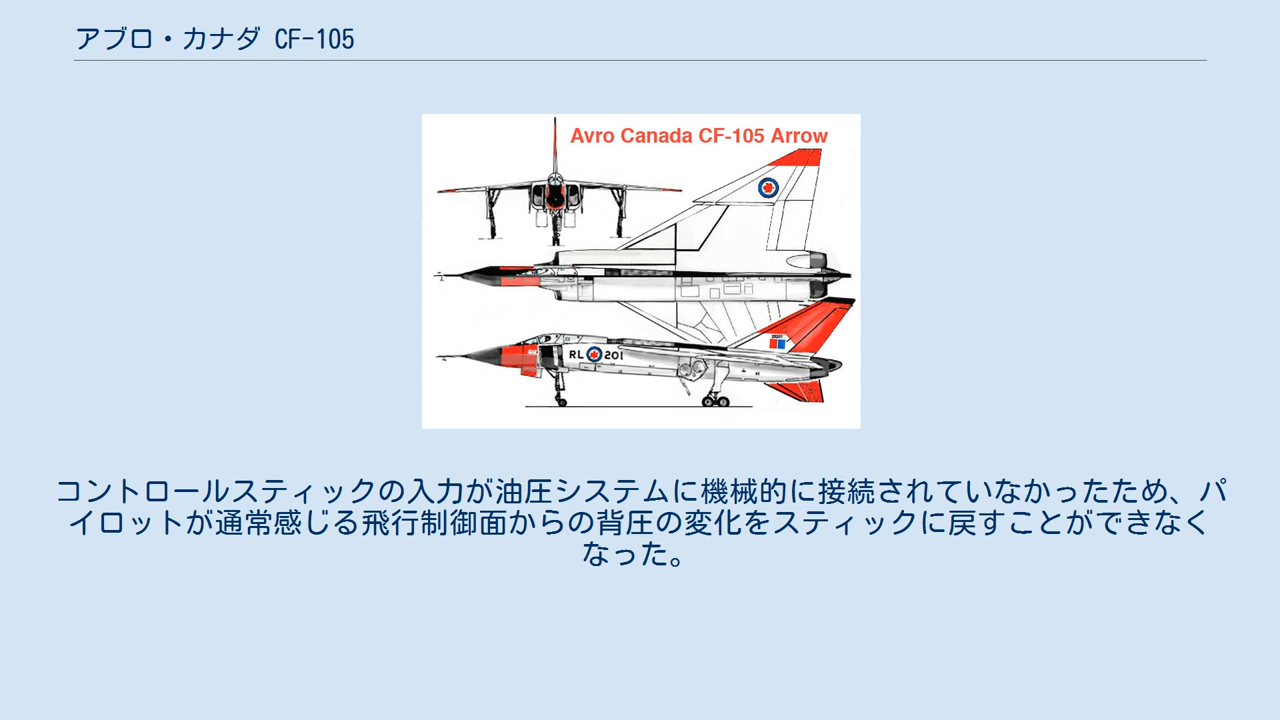 アブロ・カナダ CF-105
Avro Canada CF-105 Arrow
RL 201
コントロールスティックの入力が油圧システムに機械的に接続されていなかったため、パ
イロットが通常感じる飛行制御面からの背圧の変化をスティックに戻すことができなく
なった。